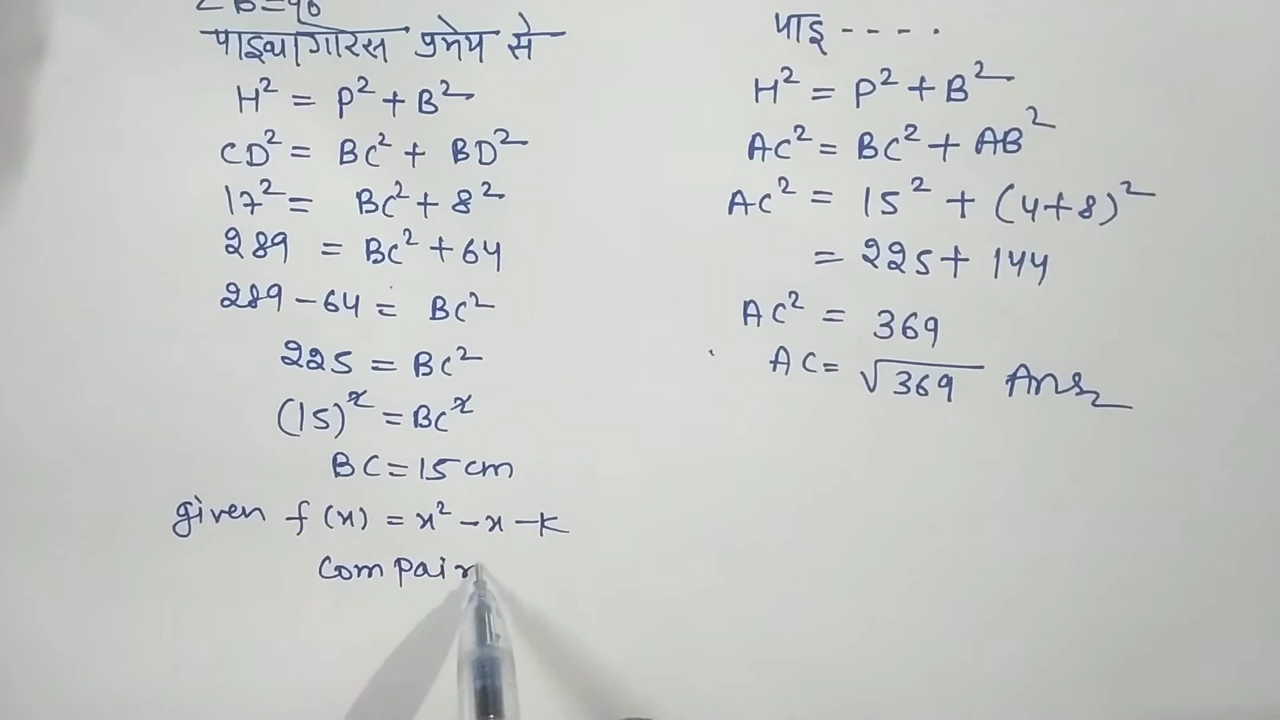 ∠B=90
पाइथागोरस प्रमेय से
H² = P² + B²
CD² = BC² + BD²
17² = BC² + 8²
289 = BC² + 64
289 - 64 = BC²
225 = BC²
(15)² = BC²
BC = 15 cm
given f(x) = x² - x - k
Compair
पाइ ----.
H² = P² + B²
AC² = BC² + AB²
AC² = 15² + (4+8)²
= 225 + 144
AC² = 369
AC = √369 Ans